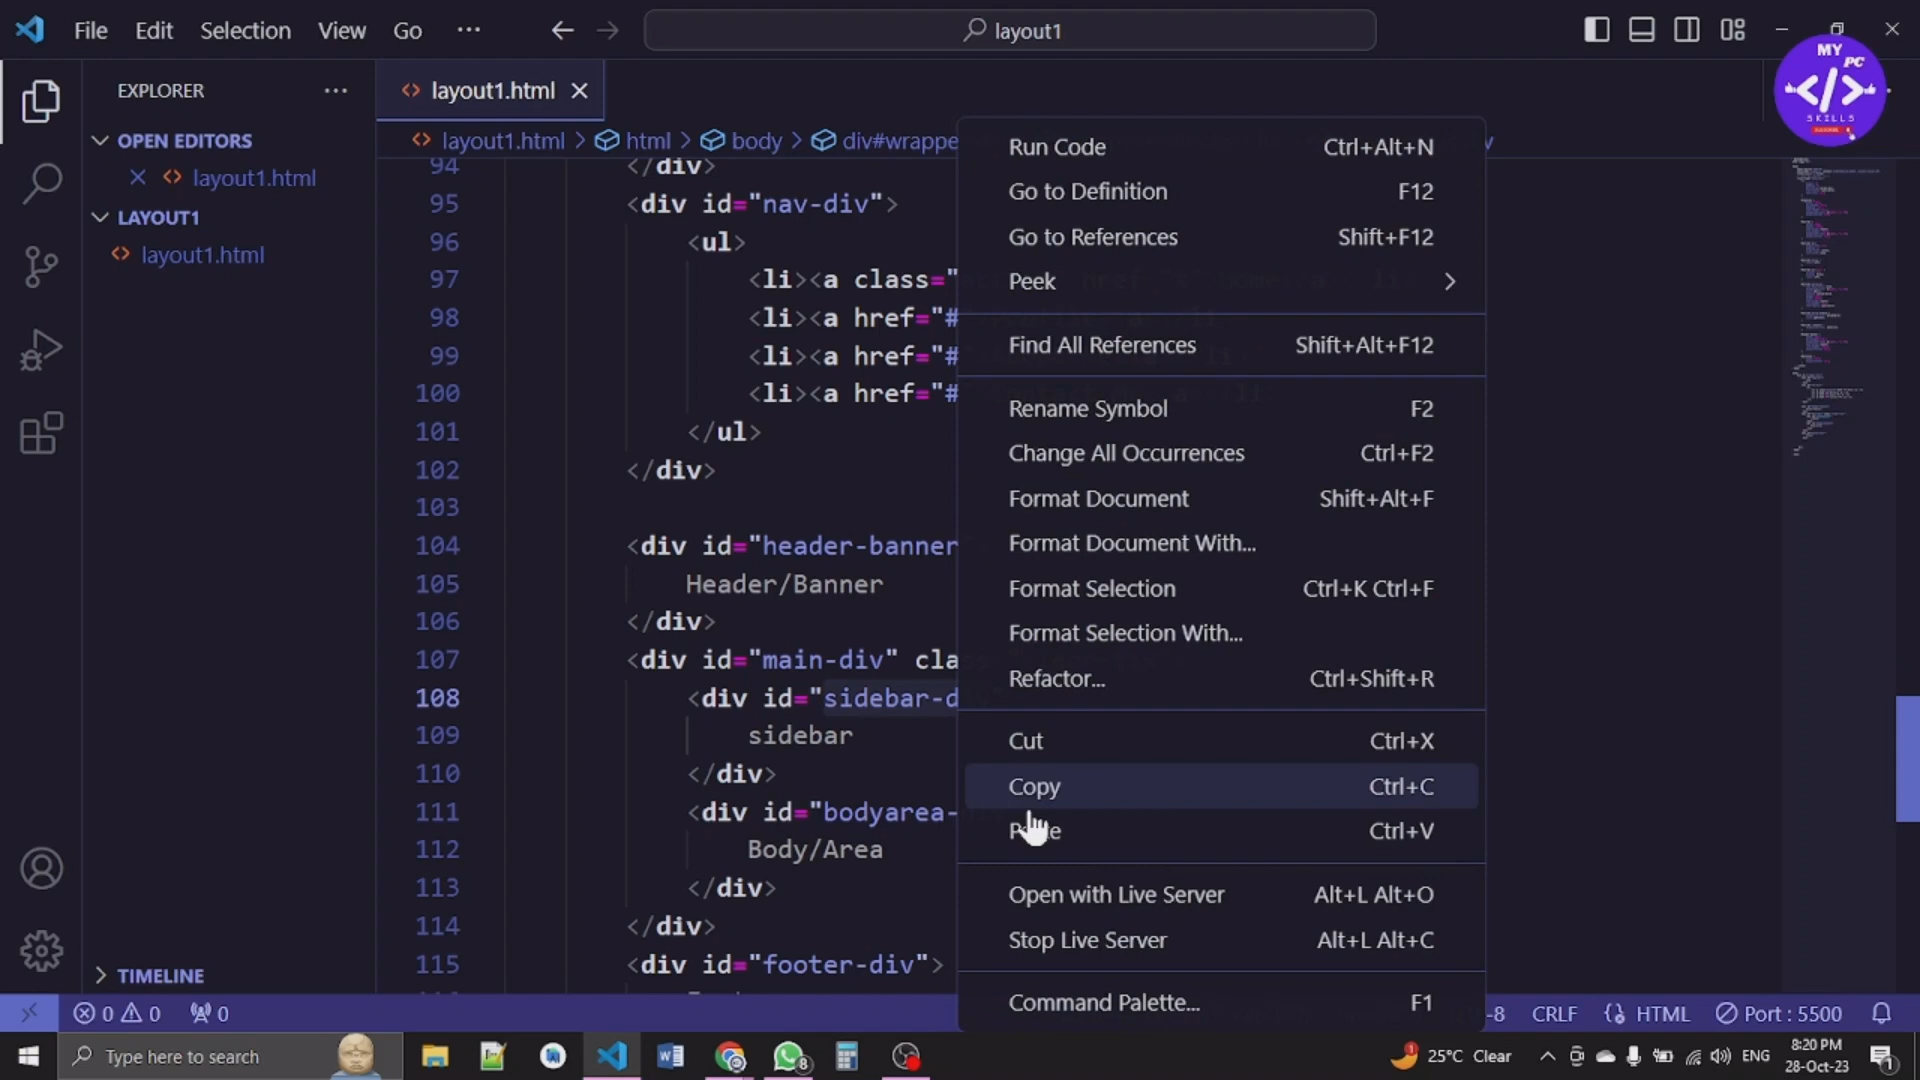 File Edit Selection View Go ··· layout1
MY
PC
</>
SKILLS
EXPLORER ···
OPEN EDITORS
layout1.html
LAYOUT1
layout1.html
TIMELINE
layout1.html
layout1.html > html > body > div#wrappe
94 </div>
95 <div id="nav-div">
96 <ul>
97 <li><a class="
98 <li><a href="#
99 <li><a href="#
100 <li><a href="#
101 </ul>
102 </div>
103
104 <div id="header-banner
105 Header/Banner
106 </div>
107 <div id="main-div" cla
108 <div id="sidebar-d
109 sidebar
110 </div>
111 <div id="bodyarea-
112 Body/Area
113 </div>
114 </div>
115 <div id="footer-div">
Run Code Ctrl+Alt+N
Go to Definition F12
Go to References Shift+F12
Peek
Find All References Shift+Alt+F12
Rename Symbol F2
Change All Occurrences Ctrl+F2
Format Document Shift+Alt+F
Format Document With...
Format Selection Ctrl+K Ctrl+F
Format Selection With...
Refactor... Ctrl+Shift+R
Cut Ctrl+X
Copy Ctrl+C
Paste Ctrl+V
Open with Live Server Alt+L Alt+O
Stop Live Server Alt+L Alt+C
Command Palette... F1
0 0 0 -8 CRLF HTML Port : 5500
Type here to search 8 25°C Clear ENG 8:20 PM
28-Oct-23 1